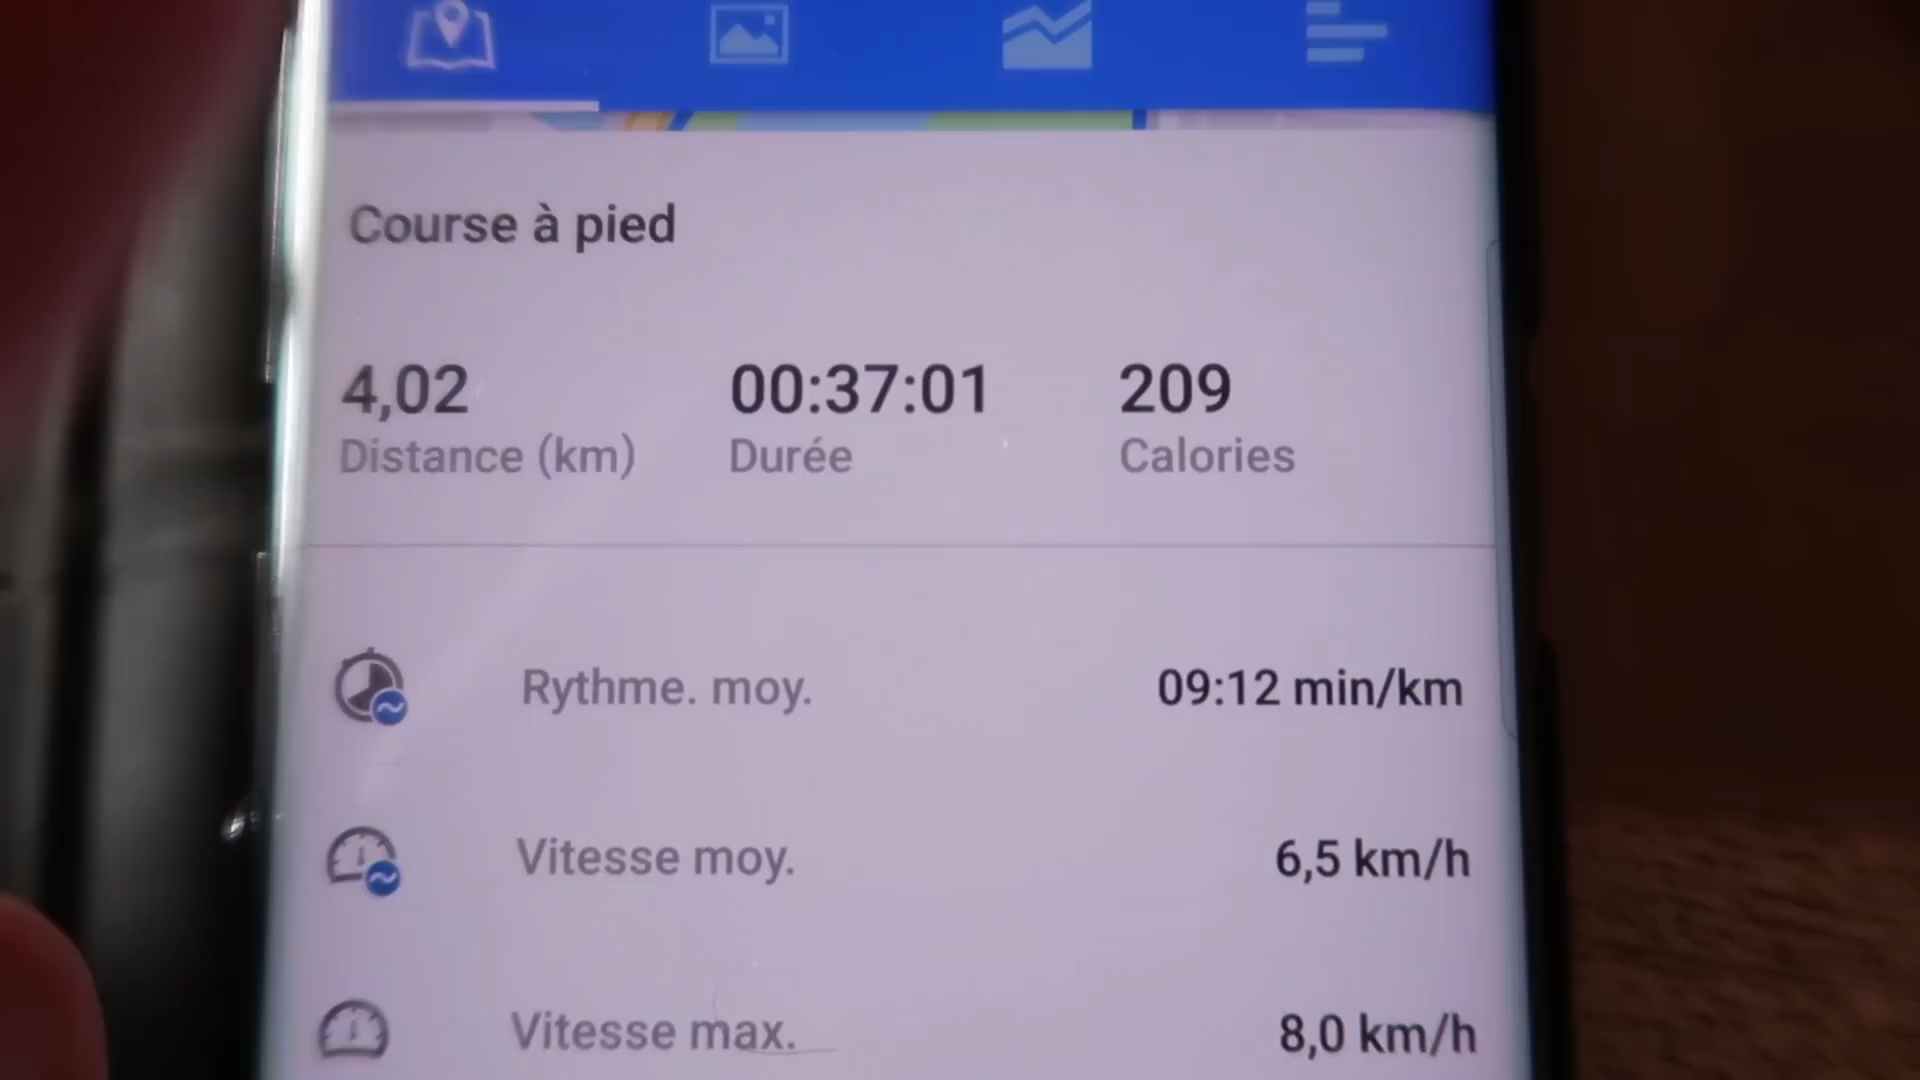 Course à pied
4,02 00:37:01 209
Distance (km) Durée Calories
Rythme. moy. 09:12 min/km
Vitesse moy. 6,5 km/h
Vitesse max. 8,0 km/h